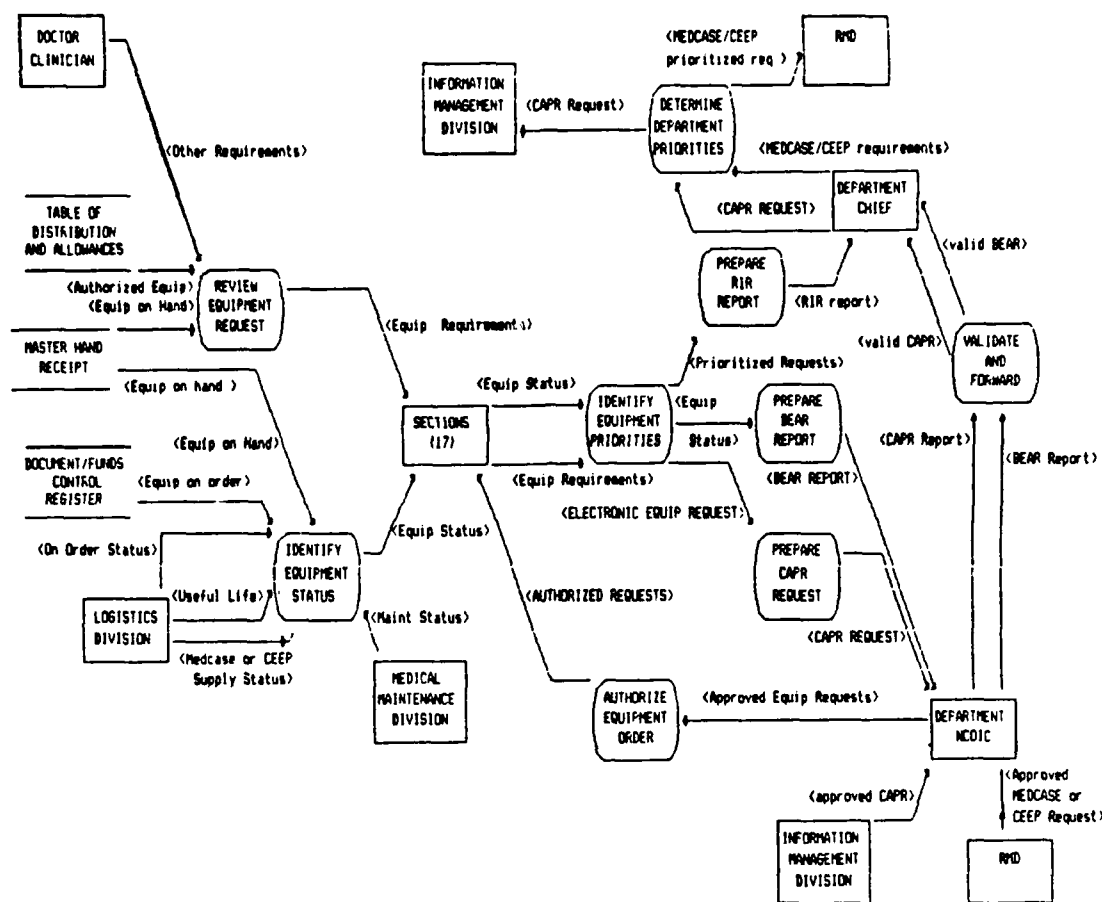 DOCTOR
CLINICIAN
<MEDCASE/CEEP
prioritized req )
RMD
INFORMATION
MANAGEMENT
DIVISION
<CAPR Request>
DETERMINE
DEPARTMENT
PRIORITIES
<Other Requirements>
<MEDCASE/CEEP requirements>
DEPARTMENT
CHIEF
<CAPR REQUEST>
<valid BEAR>
TABLE OF
DISTRIBUTION
AND ALLOWANCES
<Authorized Equip>
<Equip on Hand>
REVIEW
EQUIPMENT
REQUEST
PREPARE
RIR
REPORT
<RIR report>
<valid CAPR>
VALIDATE
AND
FORWARD
MASTER HAND
RECEIPT
<Equip on hand )
<Equip Requirements>
<Prioritized Requests>
<Equip Status>
SECTIONS
(17)
IDENTIFY
EQUIPMENT
PRIORITIES
<Equip
Status>
PREPARE
BEAR
REPORT
<CAPR Report>
<BEAR Report>
<Equip on Hand>
DOCUMENT/FUNDS
CONTROL
REGISTER
<Equip on order>
<Equip Requirements>
<BEAR REPORT>
<ELECTRONIC EQUIP REQUEST>
<On Order Status>
IDENTIFY
EQUIPMENT
STATUS
<Equip Status>
PREPARE
CAPR
REQUEST
<Useful Life>
<AUTHORIZED REQUESTS>
LOGISTICS
DIVISION
<Maint Status>
<CAPR REQUEST>
<Medcase or CEEP
Supply Status>
MEDICAL
MAINTENANCE
DIVISION
AUTHORIZE
EQUIPMENT
ORDER
<Approved Equip Requests>
DEPARTMENT
NCOIC
<approved CAPR>
<Approved
MEDCASE or
CEEP Request>
INFORMATION
MANAGEMENT
DIVISION
RMD